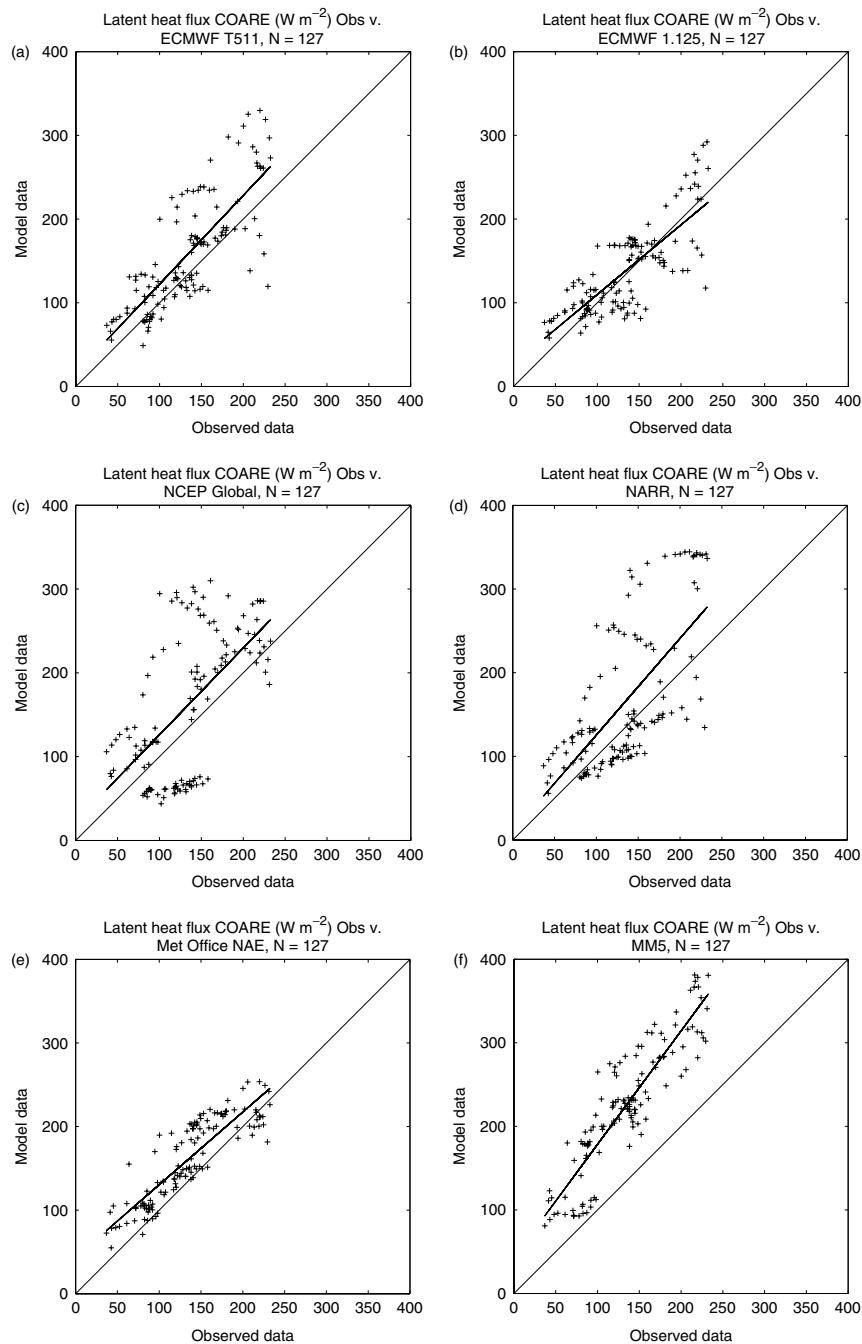 Latent heat flux COARE (W m−2) Obs v.
ECMWF T511, N = 127
(a)
400
300
200
100
0
Model data
0 50 100 150 200 250 300 350 400
Observed data
Latent heat flux COARE (W m−2) Obs v.
ECMWF 1.125, N = 127
(b)
400
300
200
100
0
Model data
0 50 100 150 200 250 300 350 400
Observed data
Latent heat flux COARE (W m−2) Obs v.
NCEP Global, N = 127
(c)
400
300
200
100
0
Model data
0 50 100 150 200 250 300 350 400
Observed data
Latent heat flux COARE (W m−2) Obs v.
NARR, N = 127
(d)
400
300
200
100
0
Model data
0 50 100 150 200 250 300 350 400
Observed data
Latent heat flux COARE (W m−2) Obs v.
Met Office NAE, N = 127
(e)
400
300
200
100
0
Model data
0 50 100 150 200 250 300 350 400
Observed data
Latent heat flux COARE (W m−2) Obs v.
MM5, N = 127
(f)
400
300
200
100
0
Model data
0 50 100 150 200 250 300 350 400
Observed data